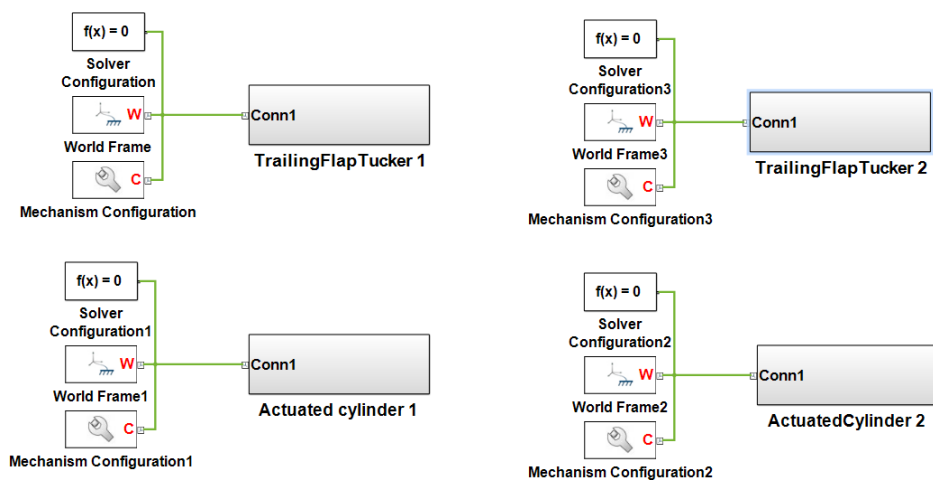 f(x) = 0
Solver
Configuration
W
World Frame
C
Mechanism Configuration
Conn1
TrailingFlapTucker 1
f(x) = 0
Solver
Configuration3
W
World Frame3
C
Mechanism Configuration3
Conn1
TrailingFlapTucker 2
f(x) = 0
Solver
Configuration1
W
World Frame1
C
Mechanism Configuration1
Conn1
Actuated cylinder 1
f(x) = 0
Solver
Configuration2
W
World Frame2
C
Mechanism Configuration2
Conn1
ActuatedCylinder 2